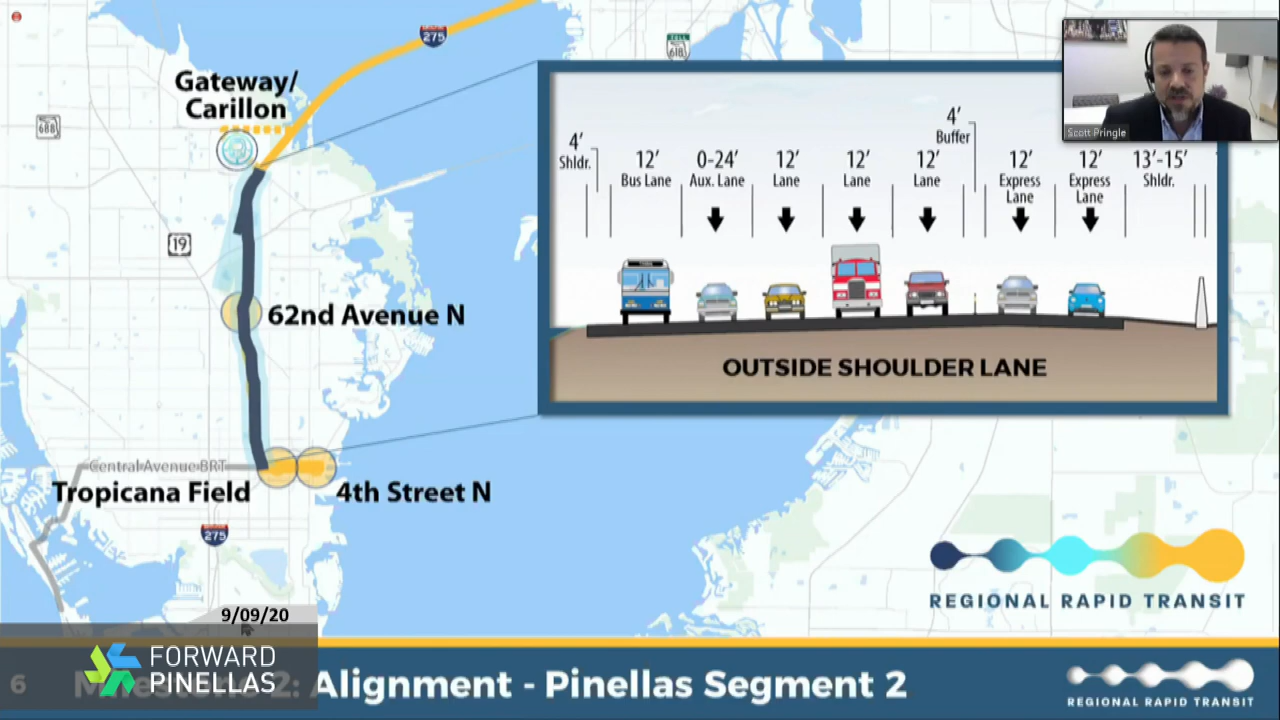 275
TOLL
618
Gateway/
Carillon
688
19
62nd Avenue N
Central Avenue BRT
Tropicana Field
4th Street N
275
Scott Pringle
4’
Shldr.
12’
Bus Lane
0-24’
Aux. Lane
12’
Lane
12’
Lane
12’
Lane
4’
Buffer
12’
Express
Lane
12’
Express
Lane
13’-15’
Shldr.
OUTSIDE SHOULDER LANE
REGIONAL RAPID TRANSIT
9/09/20
FORWARD
PINELLAS
6
2: Alignment - Pinellas Segment 2
REGIONAL RAPID TRANSIT